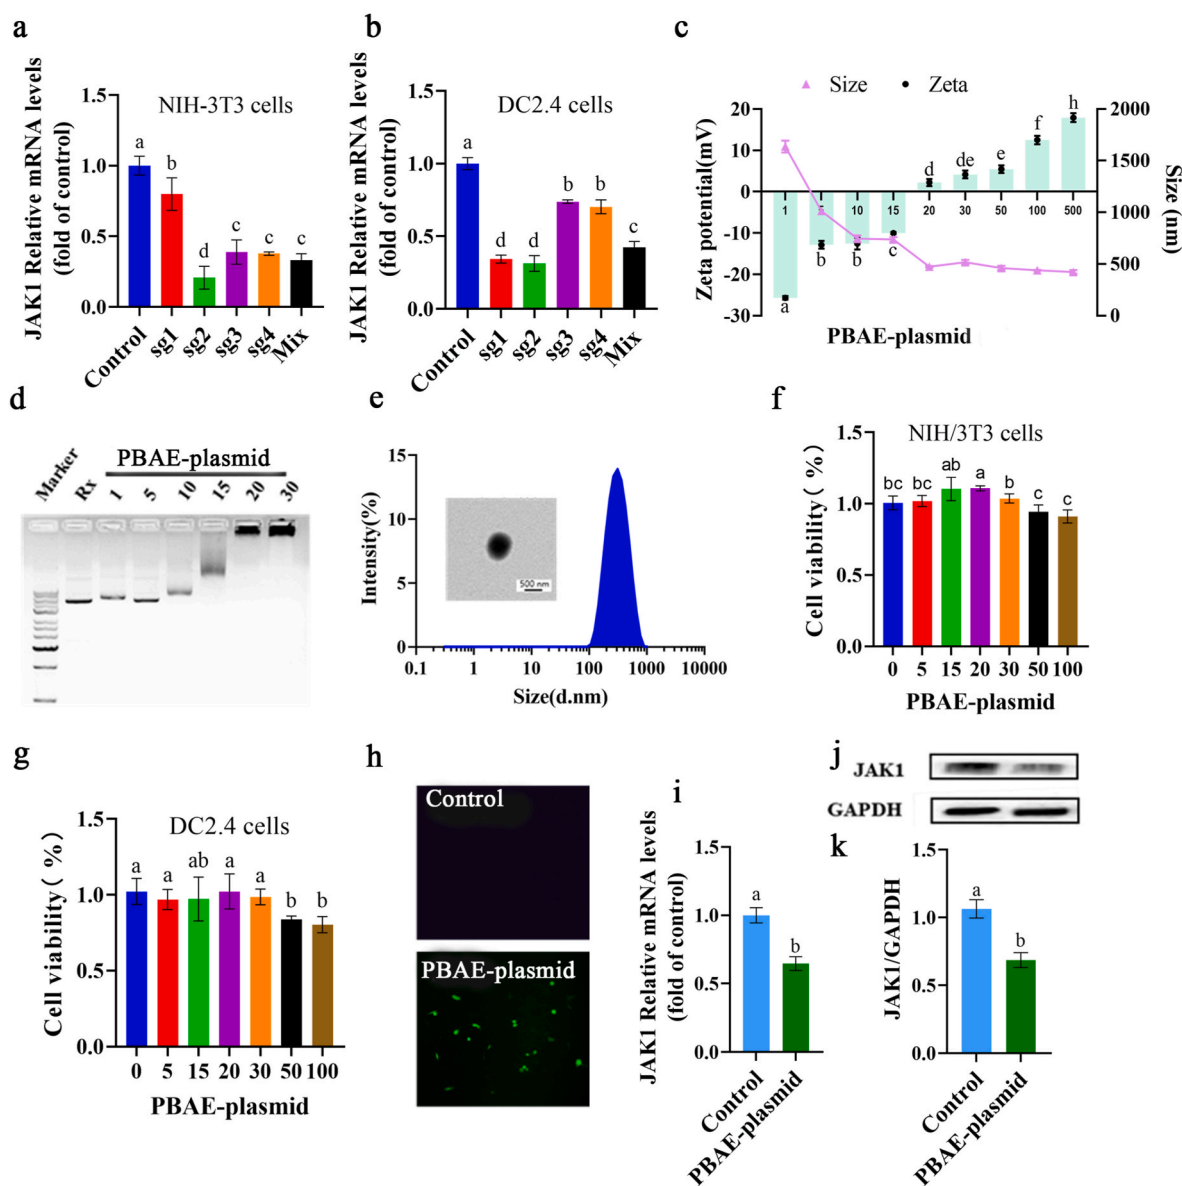 a
JAK1 Relative mRNA levels
(fold of control)
1.5
1.0
0.5
0.0
NIH-3T3 cells
a
b
d
c
c
c
Control
sg1
sg2
sg3
sg4
Mix
b
JAK1 Relative mRNA levels
(fold of control)
1.5
1.0
0.5
0.0
DC2.4 cells
a
d
d
b
b
c
Control
sg1
sg2
sg3
sg4
Mix
c
Size
Zeta
Zeta potential(mV)
20
10
0
-10
-20
-30
2000
1500
1000
500
0
Size (nm)
1
10
15
20
30
50
100
500
a
b
b
c
d
de
e
f
h
PBAE-plasmid
d
PBAE-plasmid
Marker
Rx
1
5
10
15
20
30
e
Intensity(%)
15
10
5
0
500 nm
0.1
1
10
100
1000
10000
Size(d.nm)
f
NIH/3T3 cells
Cell viability( %)
1.5
1.0
0.5
0.0
bc
bc
ab
a
b
c
c
0 5 15 20 30 50 100
PBAE-plasmid
g
DC2.4 cells
Cell viability( %)
1.5
1.0
0.5
0.0
a
a
ab
a
a
b
b
0 5 15 20 30 50 100
PBAE-plasmid
h
Control
PBAE-plasmid
i
JAK1 Relative mRNA levels
(fold of control)
1.5
1.0
0.5
0.0
a
b
Control
PBAE-plasmid
j
JAK1
GAPDH
k
JAK1/GAPDH
1.5
1.0
0.5
0.0
a
b
Control
PBAE-plasmid